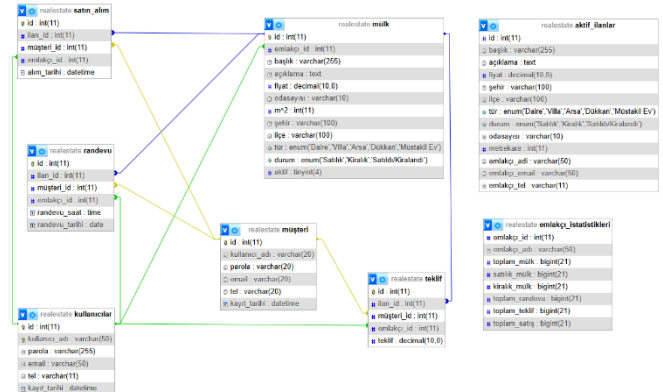 realestate satın_alım
id : int(11)
ilan_id : int(11)
müşteri_id : int(11)
emlakçı_id : int(11)
alım_tarihi : datetime
realestate mülk
id : int(11)
emlakçı_id : int(11)
başlık : varchar(255)
açıklama : text
fiyat : decimal(10,0)
odasayısı : varchar(10)
m^2 : int(11)
şehir : varchar(100)
ilçe : varchar(100)
tür : enum('Daire','Villa','Arsa','Dükkan','Müstakil Ev')
durum : enum('Satılık','Kiralık','Satıldı/Kiralandı')
aktif : tinyint(4)
realestate aktif_ilanlar
id : int(11)
başlık : varchar(255)
açıklama : text
fiyat : decimal(10,0)
şehir : varchar(100)
ilçe : varchar(100)
tür : enum('Daire','Villa','Arsa','Dükkan','Müstakil Ev')
durum : enum('Satılık','Kiralık','Satıldı/Kiralandı')
odasayısı : varchar(10)
metrekare : int(11)
emlakçı_adı : varchar(50)
emlakçı_email : varchar(50)
emlakçı_tel : varchar(11)
realestate randevu
id : int(11)
ilan_id : int(11)
müşteri_id : int(11)
emlakçı_id : int(11)
randevu_saat : time
randevu_tarihi : date
realestate müşteri
id : int(11)
kullanıcı_adı : varchar(20)
parola : varchar(20)
email : varchar(20)
tel : varchar(20)
kayıt_tarihi : datetime
realestate emlakçı_istatistikleri
emlakçı_id : int(11)
emlakçı_adı : varchar(50)
toplam_mülk : bigint(21)
satılık_mülk : bigint(21)
kiralık_mülk : bigint(21)
toplam_randevu : bigint(21)
toplam_teklif : bigint(21)
toplam_satış : bigint(21)
realestate teklif
id : int(11)
ilan_id : int(11)
müşteri_id : int(11)
emlakçı_id : int(11)
teklif : decimal(10,0)
realestate kullanıcılar
id : int(11)
kullanıcı_adı : varchar(50)
parola : varchar(255)
email : varchar(50)
tel : varchar(11)
kayıt_tarihi : datetime